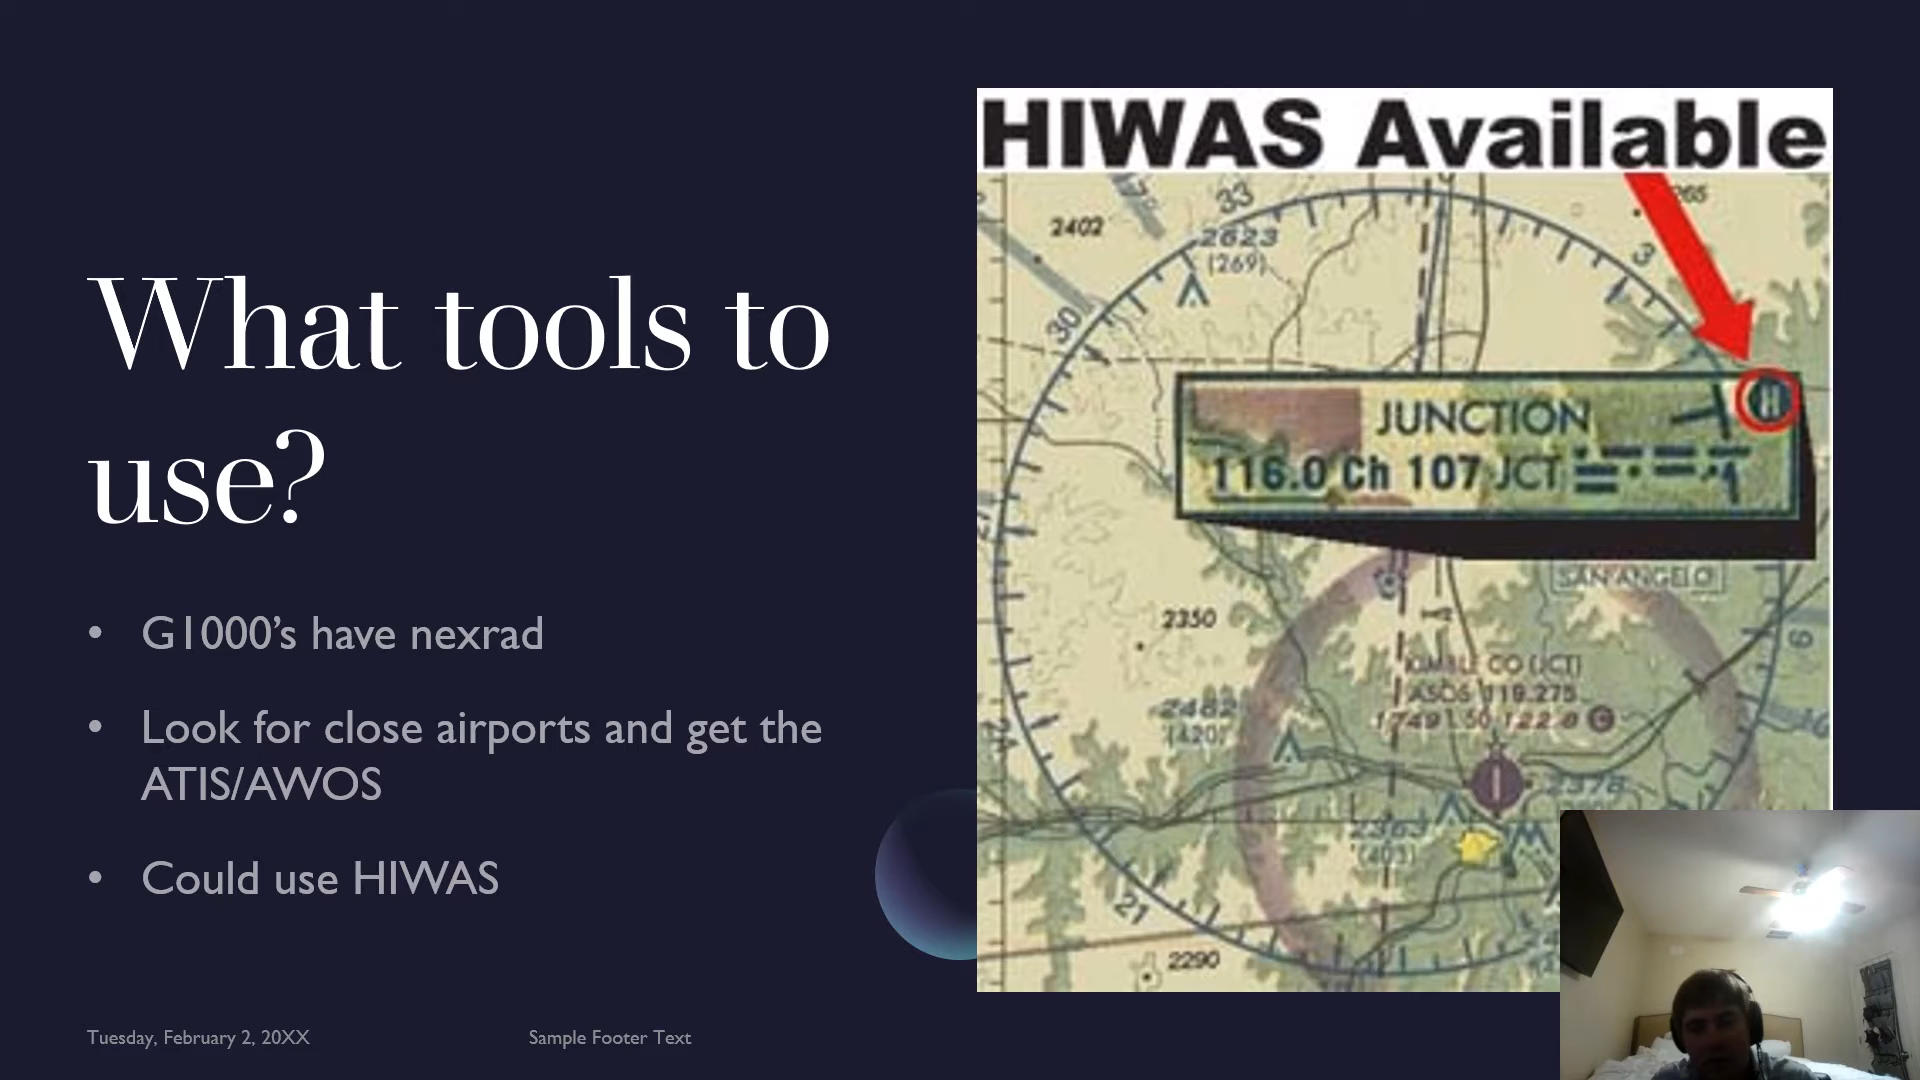 What tools to
use?
• G1000’s have nexrad
• Look for close airports and get the
ATIS/AWOS
• Could use HIWAS
Tuesday, February 2, 20XX
Sample Footer Text
HIWAS Available
33
3
265
2402
2623
(269)
30
JUNCTION
H
116.0 Ch 107 JCT
SAN ANGELO
2350
KIMBLE CO (JCT)
ASOS 119.275
1749 L 50 122.8 C
2482
(420)
2378
2363
(403)
21
2290